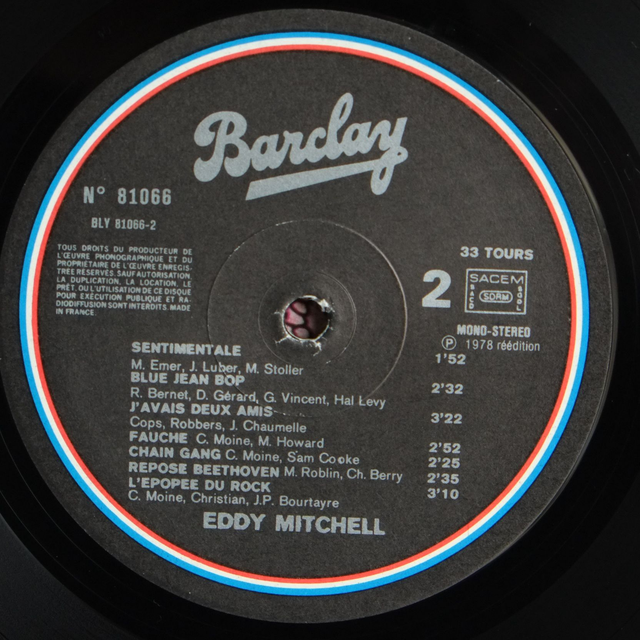 Barclay
N° 81066
BLY 81066-2
TOUS DROITS DU PRODUCTEUR DE
L'ŒUVRE PHONOGRAPHIQUE ET DU
PROPRIETAIRE DE L'ŒUVRE ENREGIS-
TREE RESERVES. SAUF AUTORISATION,
LA DUPLICATION, LA LOCATION, LE
PRÊT OU L'UTILISATION DE CE DISQUE
POUR EXÉCUTION PUBLIQUE ET RA-
DIODIFFUSION SONT INTERDITS. MADE
IN FRANCE.
33 TOURS
2
SACEM
SACD
SDRM
SGDL
MONO-STEREO
Ⓟ 1978 réédition
SENTIMENTALE 1'52
M. Emer, J. Luber, M. Stoller
BLUE JEAN BOP 2'32
R. Bernet, D. Gérard, G. Vincent, Hal Levy
J'AVAIS DEUX AMIS 3'22
Cops, Robbers, J. Chaumelle
FAUCHE C. Moine, M. Howard 2'52
CHAIN GANG C. Moine, Sam Cooke 2'25
REPOSE BEETHOVEN M. Roblin, Ch. Berry 2'35
L'EPOPEE DU ROCK 3'10
C. Moine, Christian, J.P. Bourtayre
EDDY MITCHELL